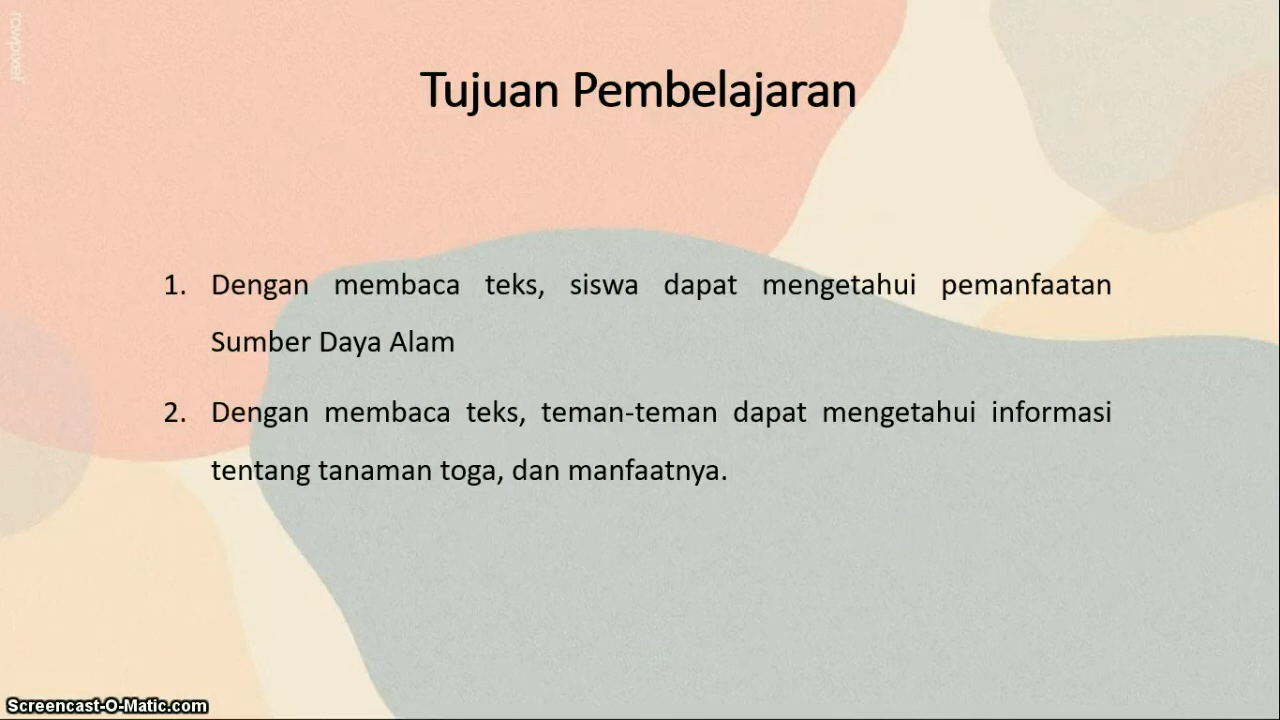 rawpixel
Tujuan Pembelajaran
1. Dengan membaca teks, siswa dapat mengetahui pemanfaatan
Sumber Daya Alam
2. Dengan membaca teks, teman-teman dapat mengetahui informasi
tentang tanaman toga, dan manfaatnya.
Screencast-O-Matic.com